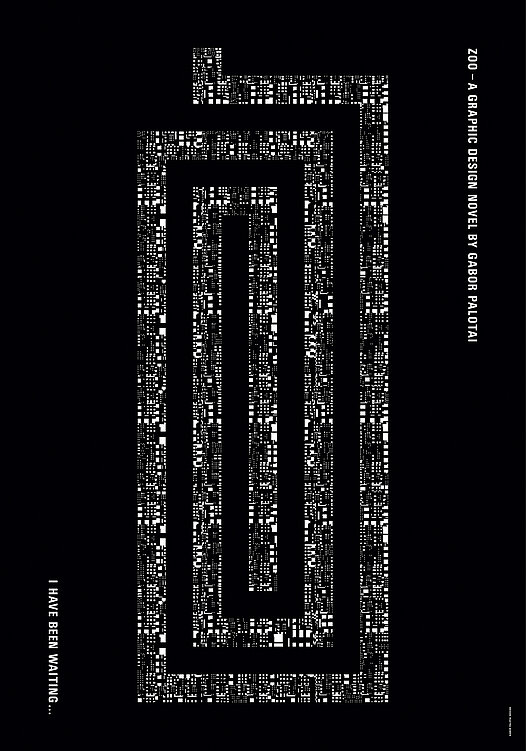 ZOO – A GRAPHIC DESIGN NOVEL BY GABOR PALOTAI
I HAVE BEEN WAITING...